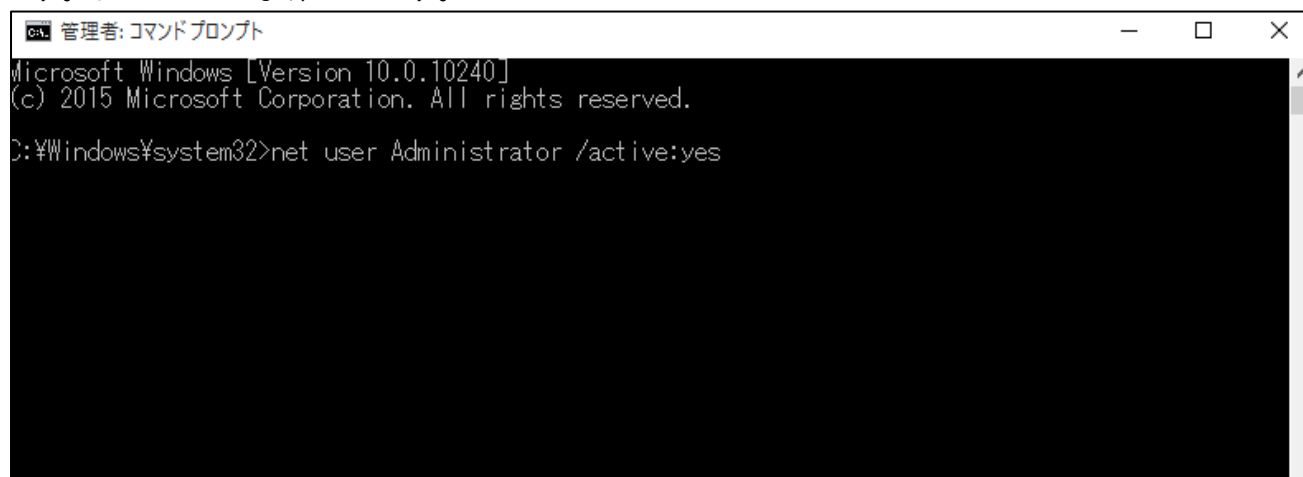 管理者: コマンド プロンプト
Microsoft Windows [Version 10.0.10240]
(c) 2015 Microsoft Corporation. All rights reserved.
C:¥Windows¥system32>net user Administrator /active:yes